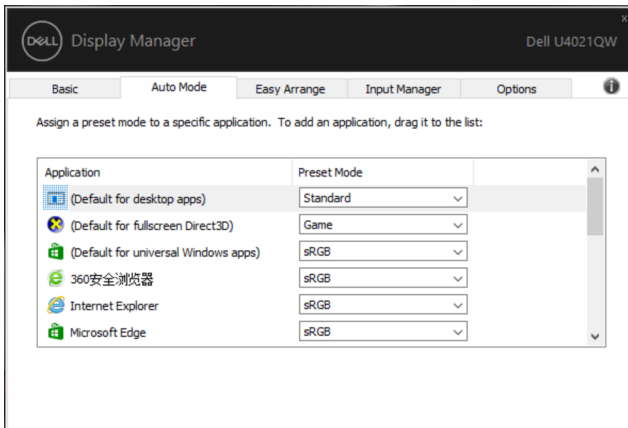 x
DELL Display Manager Dell U4021QW
Basic Auto Mode Easy Arrange Input Manager Options i
Assign a preset mode to a specific application. To add an application, drag it to the list:
Application Preset Mode
(Default for desktop apps) Standard
(Default for fullscreen Direct3D) Game
(Default for universal Windows apps) sRGB
360安全浏览器 sRGB
Internet Explorer sRGB
Microsoft Edge sRGB